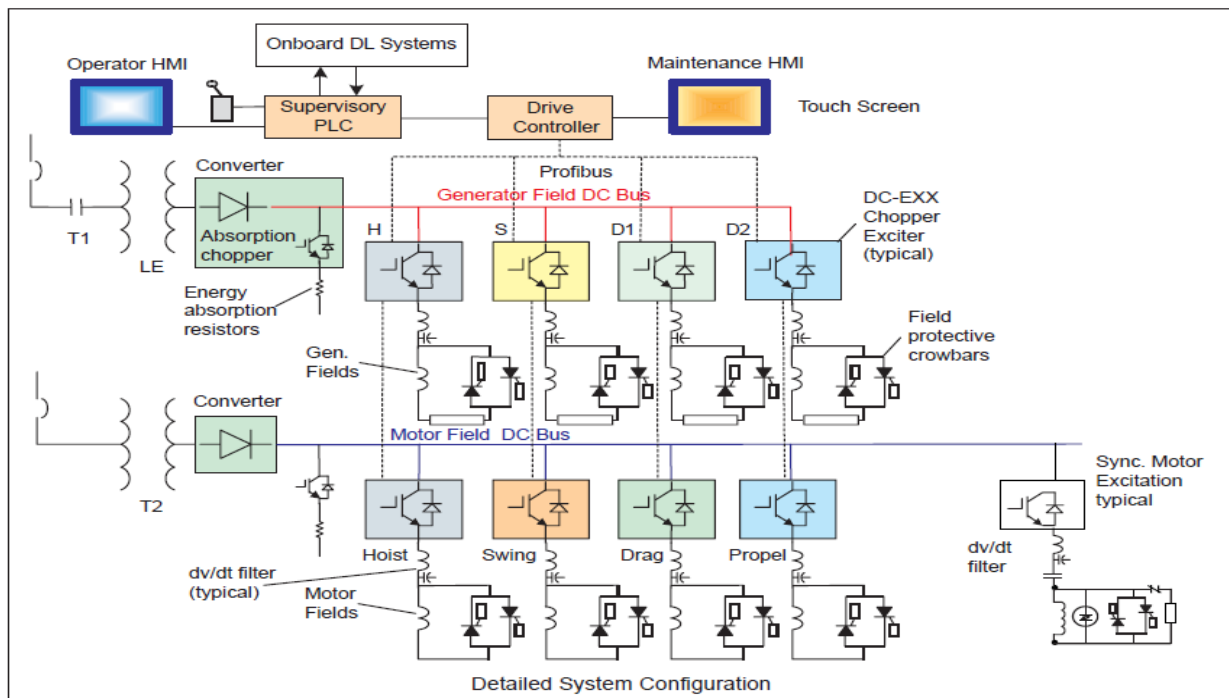 Onboard DL Systems
Operator HMI
Maintenance HMI
Supervisory
PLC
Drive
Controller
Touch Screen
Converter
Profibus
Generator Field DC Bus
DC-EXX
Chopper
Exciter
(typical)
H
S
D1
D2
T1
Absorption
chopper
LE
Energy
absorption
resistors
Field
protective
crowbars
Gen.
Fields
Converter
Motor Field DC Bus
Sync. Motor
Excitation
typical
T2
Hoist
Swing
Drag
Propel
dv/dt
filter
dv/dt filter
(typical)
Motor
Fields
Detailed System Configuration